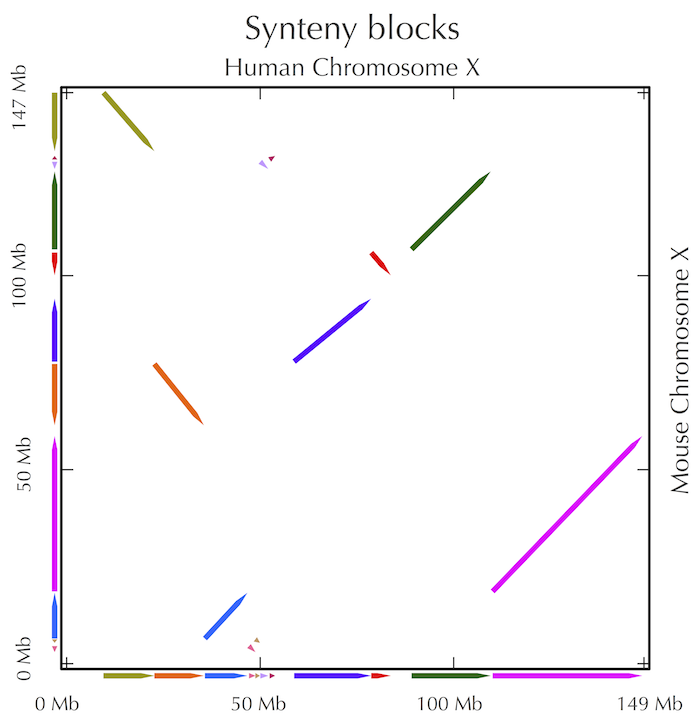 Synteny blocks
Human Chromosome X
147 Mb
100 Mb
50 Mb
0 Mb
Mouse Chromosome X
0 Mb
50 Mb
100 Mb
149 Mb